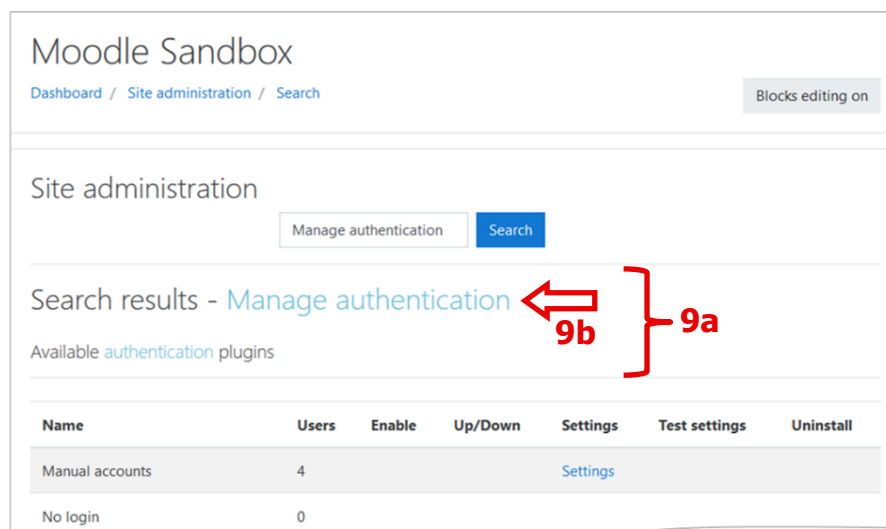 Moodle Sandbox
Dashboard / Site administration / Search
Blocks editing on
Site administration
Manage authentication Search
Search results - Manage authentication
9b
9a
Available authentication plugins
Name Users Enable Up/Down Settings Test settings Uninstall
Manual accounts 4 Settings
No login 0